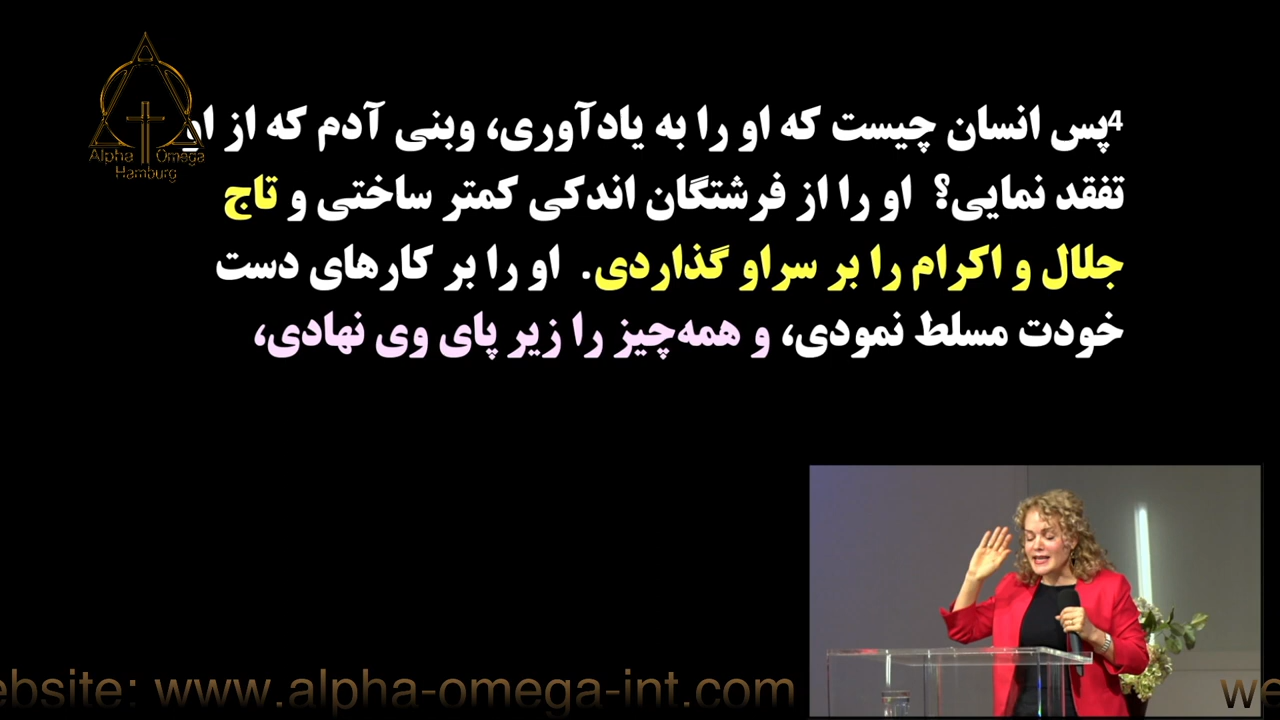 Alpha Omega
Hamburg
4پس انسان چیست که او را به یادآوری، وبنی آدم که از او
تفقد نمایی؟ او را از فرشتگان اندکی کمتر ساختی و تاج
جلال و اکرام را بر سراو گذاردی. او را بر کارهای دست
خودت مسلط نمودی، و همه‌چیز را زیر پای وی نهادی،
ebsite: www.alpha-omega-int.com we